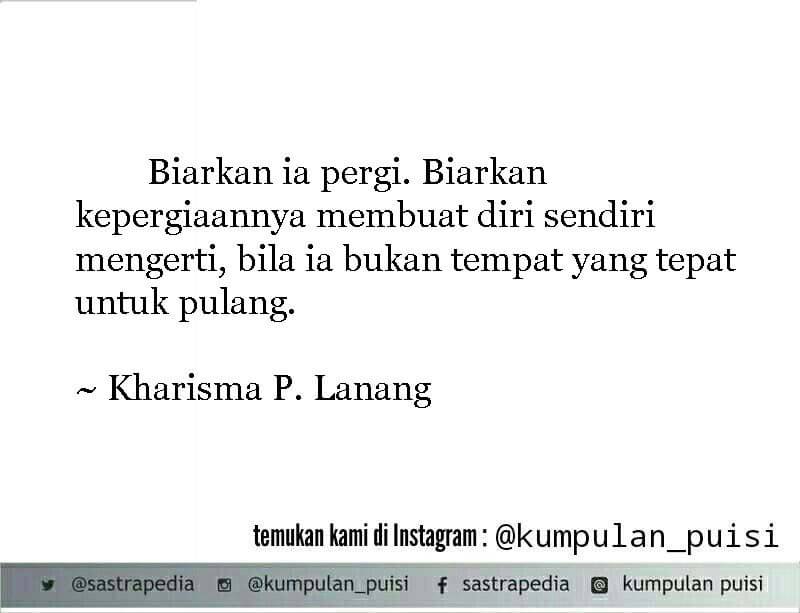 Biarkan ia pergi. Biarkan
kepergiaannya membuat diri sendiri
mengerti, bila ia bukan tempat yang tepat
untuk pulang.
~ Kharisma P. Lanang
temukan kami di Instagram : @kumpulan_puisi
@sastrapedia @kumpulan_puisi sastrapedia kumpulan puisi